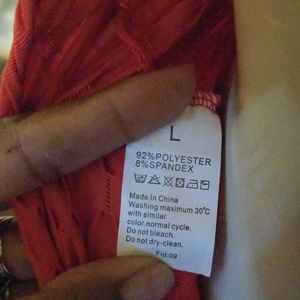 L
92%POLYESTER
8%SPANDEX
Made In China
Washing maximum 30°C
with similar
color.normal cycle.
Do not bleach.
Do not dry-clean.